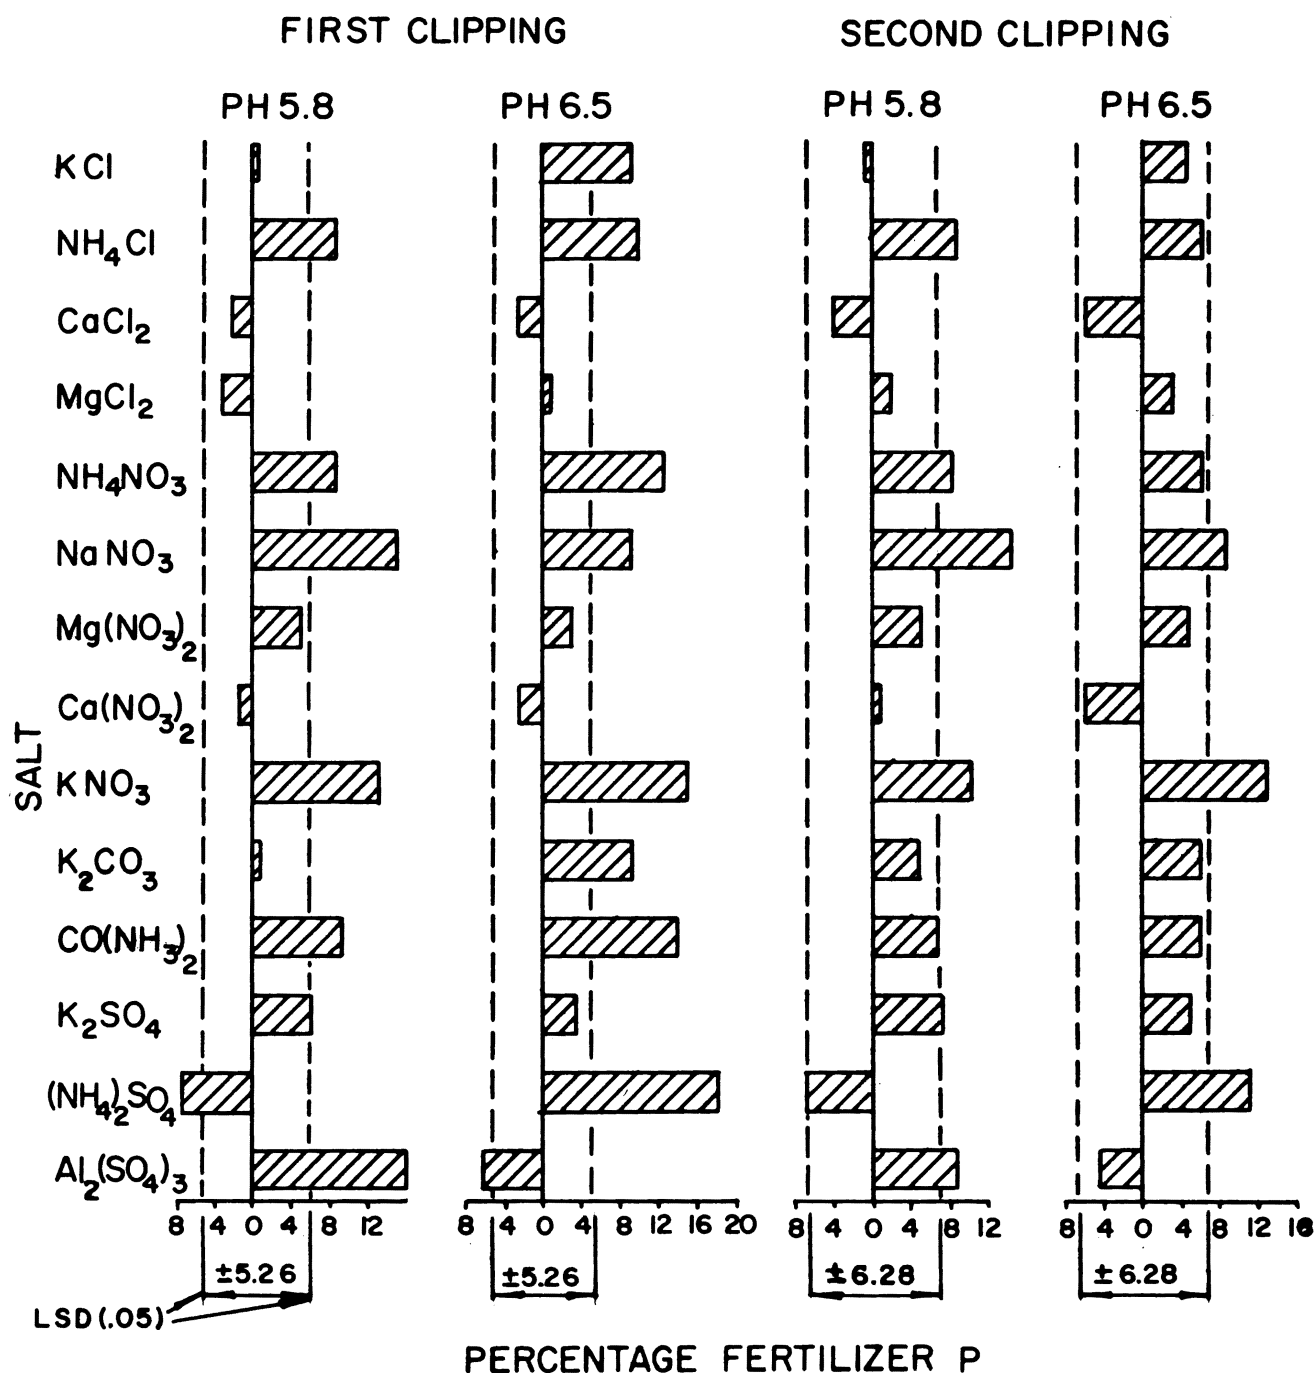 FIRST CLIPPING SECOND CLIPPING
PH 5.8 PH 6.5 PH 5.8 PH 6.5
KCl
NH4Cl
CaCl2
MgCl2
NH4NO3
NaNO3
Mg(NO3)2
Ca(NO3)2
KNO3
K2CO3
CO(NH3)2
K2SO4
(NH4)2SO4
Al2(SO4)3
SALT
8 4 0 4 8 12 8 4 0 4 8 12 16 20 8 4 0 4 8 12 8 4 0 4 8 12 16
±5.26 ±5.26 ±6.28 ±6.28
LSD(.05)
PERCENTAGE FERTILIZER P